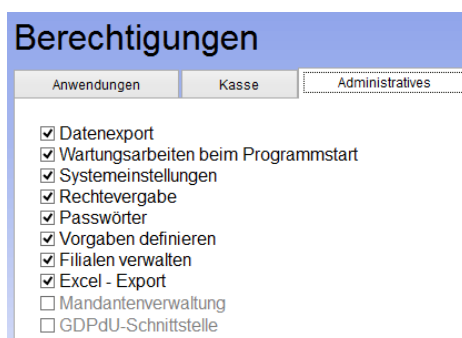 Berechtigungen
Anwendungen Kasse Administratives
Datenexport
Wartungsarbeiten beim Programmstart
Systemeinstellungen
Rechtevergabe
Passwörter
Vorgaben definieren
Filialen verwalten
Excel - Export
Mandantenverwaltung
GDPdU-Schnittstelle